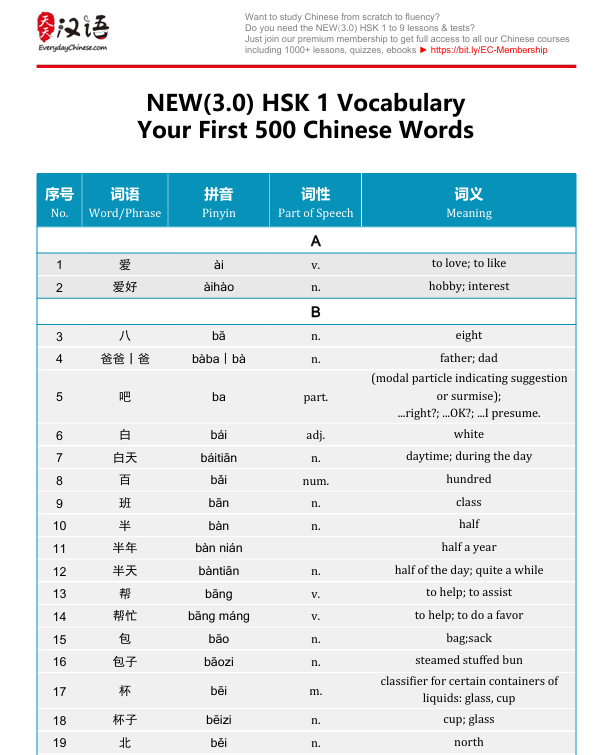 天天汉语
EverydayChinese.com
Want to study Chinese from scratch to fluency?
Do you need the NEW(3.0) HSK 1 to 9 lessons & tests?
Just join our premium membership to get full access to all our Chinese courses
including 1000+ lessons, quizzes, ebooks ► https://bit.ly/EC-Membership
NEW(3.0) HSK 1 Vocabulary
Your First 500 Chinese Words
序号 词语 拼音 词性 词义
No. Word/Phrase Pinyin Part of Speech Meaning
A
1 爱 ài v. to love; to like
2 爱好 àihào n. hobby; interest
B
3 八 bā n. eight
4 爸爸丨爸 bàba丨bà n. father; dad
(modal particle indicating suggestion
5 吧 ba part. or surmise);
...right?; ...OK?; ...I presume.
6 白 bái adj. white
7 白天 báitiān n. daytime; during the day
8 百 bǎi num. hundred
9 班 bān n. class
10 半 bàn n. half
11 半年 bàn nián half a year
12 半天 bàntiān n. half of the day; quite a while
13 帮 bāng v. to help; to assist
14 帮忙 bāng máng v. to help; to do a favor
15 包 bāo n. bag;sack
16 包子 bāozi n. steamed stuffed bun
17 杯 bēi m. classifier for certain containers of
liquids: glass, cup
18 杯子 bēizi n. cup; glass
19 北 běi n. north